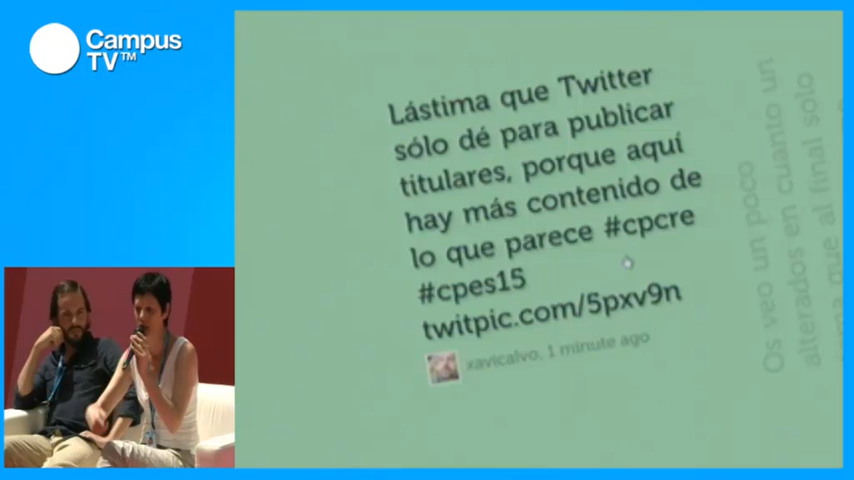 Campus
TV™
Lástima que Twitter
sólo dé para publicar
titulares, porque aquí
hay más contenido de
lo que parece #cpcre
#cpes15
twitpic.com/5pxv9n
xavicalvo, 1 minute ago
Os veo un poco
alterados en cuanto un
que al final solo